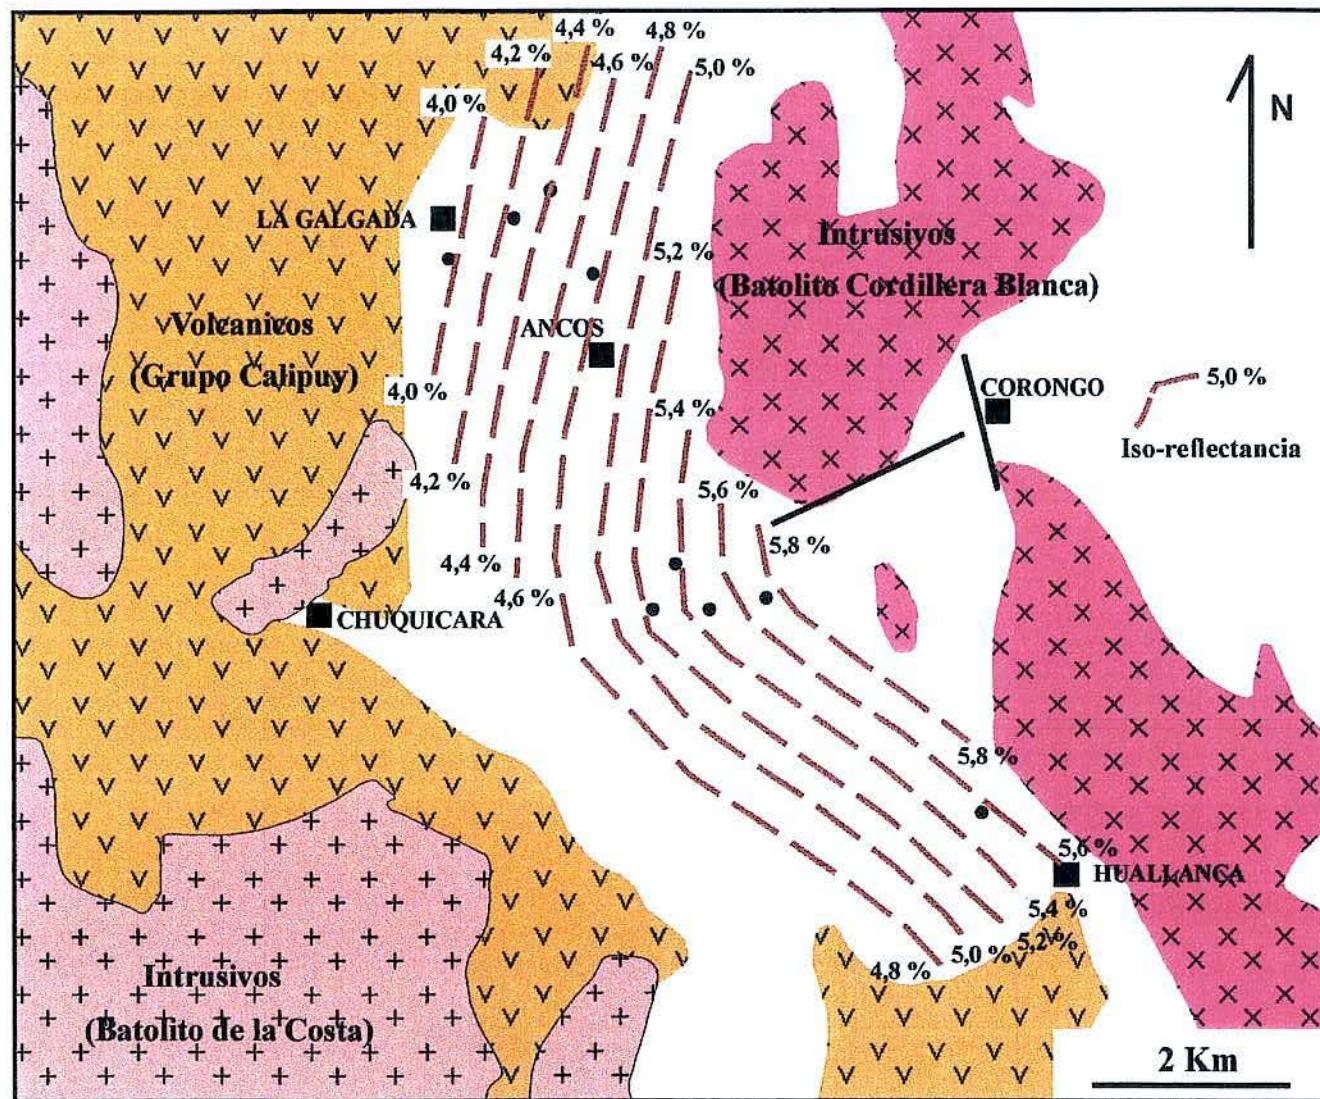 4,4 %
4,8 %
4,2 %
4,6 %
5,0 %
4,0 %
N
LA GALGADA
Intrusivos
(Batolito Cordillera Blanca)
5,2 %
Volcanicos
(Grupo Calipuy)
ANCOS
4,0 %
5,4 %
CORONGO
5,0 %
Iso-reflectancia
4,2 %
5,6 %
5,8 %
4,4 %
4,6 %
CHUQUICARA
5,8 %
5,6 %
HUALLANCA
5,4 %
5,2 %
5,0 %
4,8 %
Intrusivos
(Batolito de la Costa)
2 Km